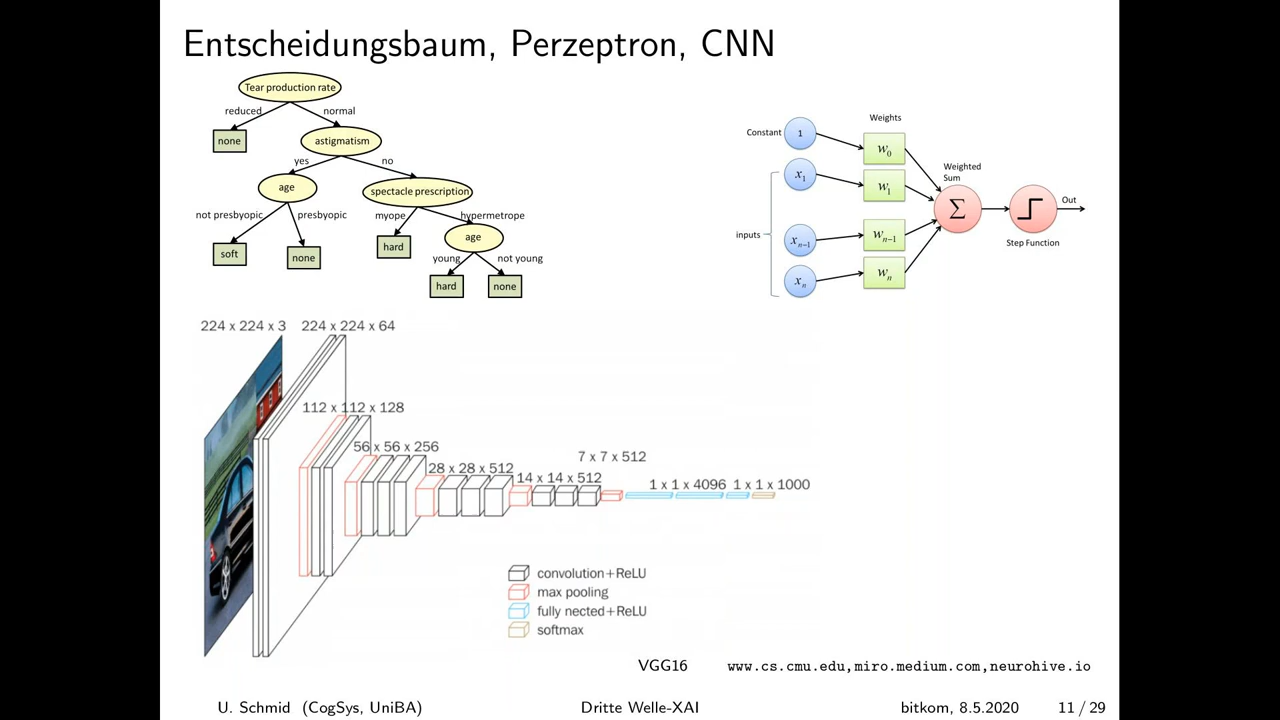 Entscheidungsbaum, Perzeptron, CNN
Tear production rate
reduced normal
none
astigmatism
yes no
age
spectacle prescription
not presbyopic presbyopic
myope hypermetrope
soft
none
hard
age
young not young
hard
none
Weights
Constant 1
w0
Weighted
Sum
x1
w1
Σ
Out
inputs
xn−1
wn−1
Step Function
xn
wn
224 x 224 x 3 224 x 224 x 64
112 x 112 x 128
56 x 56 x 256
28 x 28 x 512
14 x 14 x 512
7 x 7 x 512
1 x 1 x 4096 1 x 1 x 1000
convolution+ReLU
max pooling
fully nected+ReLU
softmax
VGG16 www.cs.cmu.edu,miro.medium.com,neurohive.io
U. Schmid (CogSys, UniBA) Dritte Welle-XAI bitkom, 8.5.2020 11 / 29